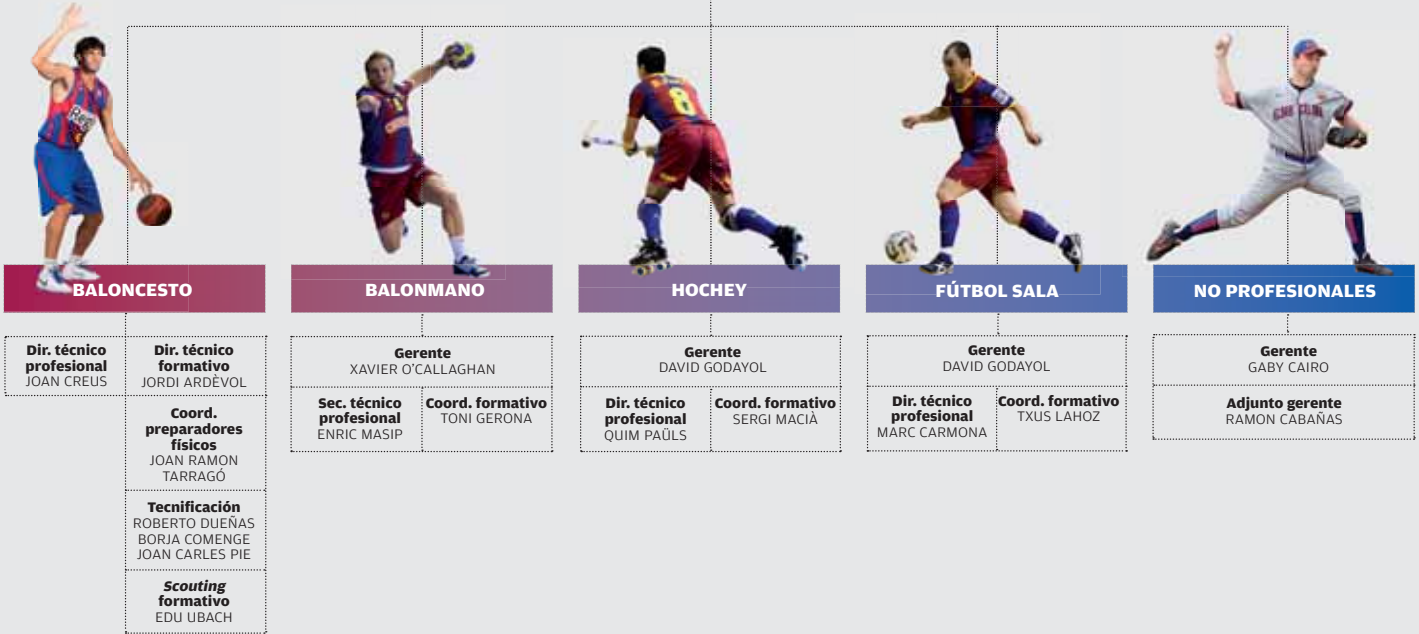 8
BALONCESTO
BALONMANO
HOCHEY
FÚTBOL SALA
NO PROFESIONALES
Dir. técnico
profesional
JOAN CREUS
Dir. técnico
formativo
JORDI ARDÈVOL
Coord.
preparadores
físicos
JOAN RAMON
TARRAGÓ
Tecnificación
ROBERTO DUEÑAS
BORJA COMENGE
JOAN CARLES PIE
Scouting
formativo
EDU UBACH
Gerente
XAVIER O'CALLAGHAN
Sec. técnico
profesional
ENRIC MASIP
Coord. formativo
TONI GERONA
Gerente
DAVID GODAYOL
Dir. técnico
profesional
QUIM PAÜLS
Coord. formativo
SERGI MACIÀ
Gerente
DAVID GODAYOL
Dir. técnico
profesional
MARC CARMONA
Coord. formativo
TXUS LAHOZ
Gerente
GABY CAIRO
Adjunto gerente
RAMON CABAÑAS